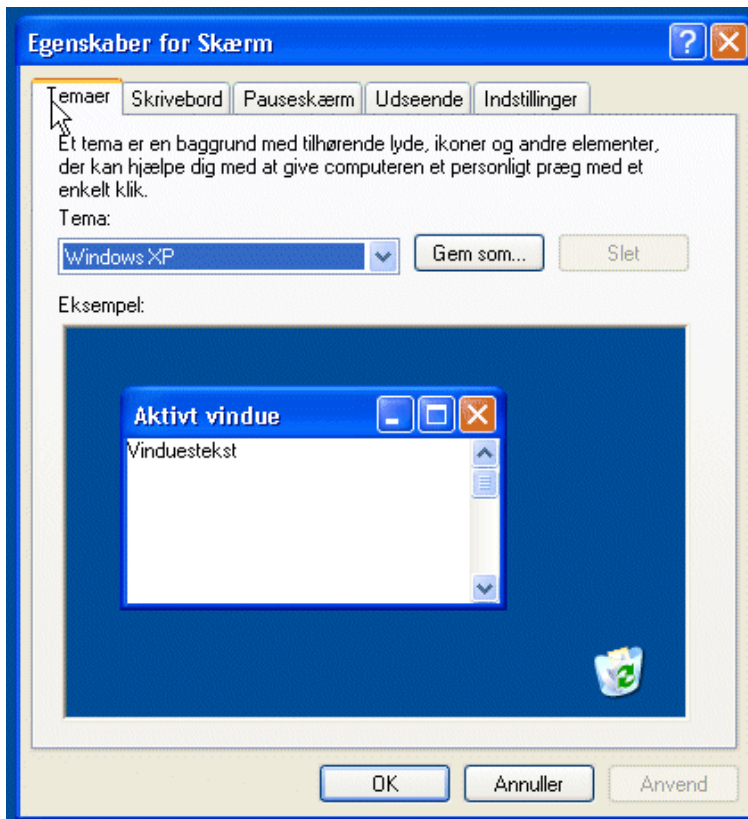 Egenskaber for Skærm
Temaer Skrivebord Pauseskærm Udseende Indstillinger
Et tema er en baggrund med tilhørende lyde, ikoner og andre elementer,
der kan hjælpe dig med at give computeren et personligt præg med et
enkelt klik.
Tema:
Windows XP Gem som... Slet
Eksempel:
Aktivt vindue
Vinduestekst
OK Annuller Anvend